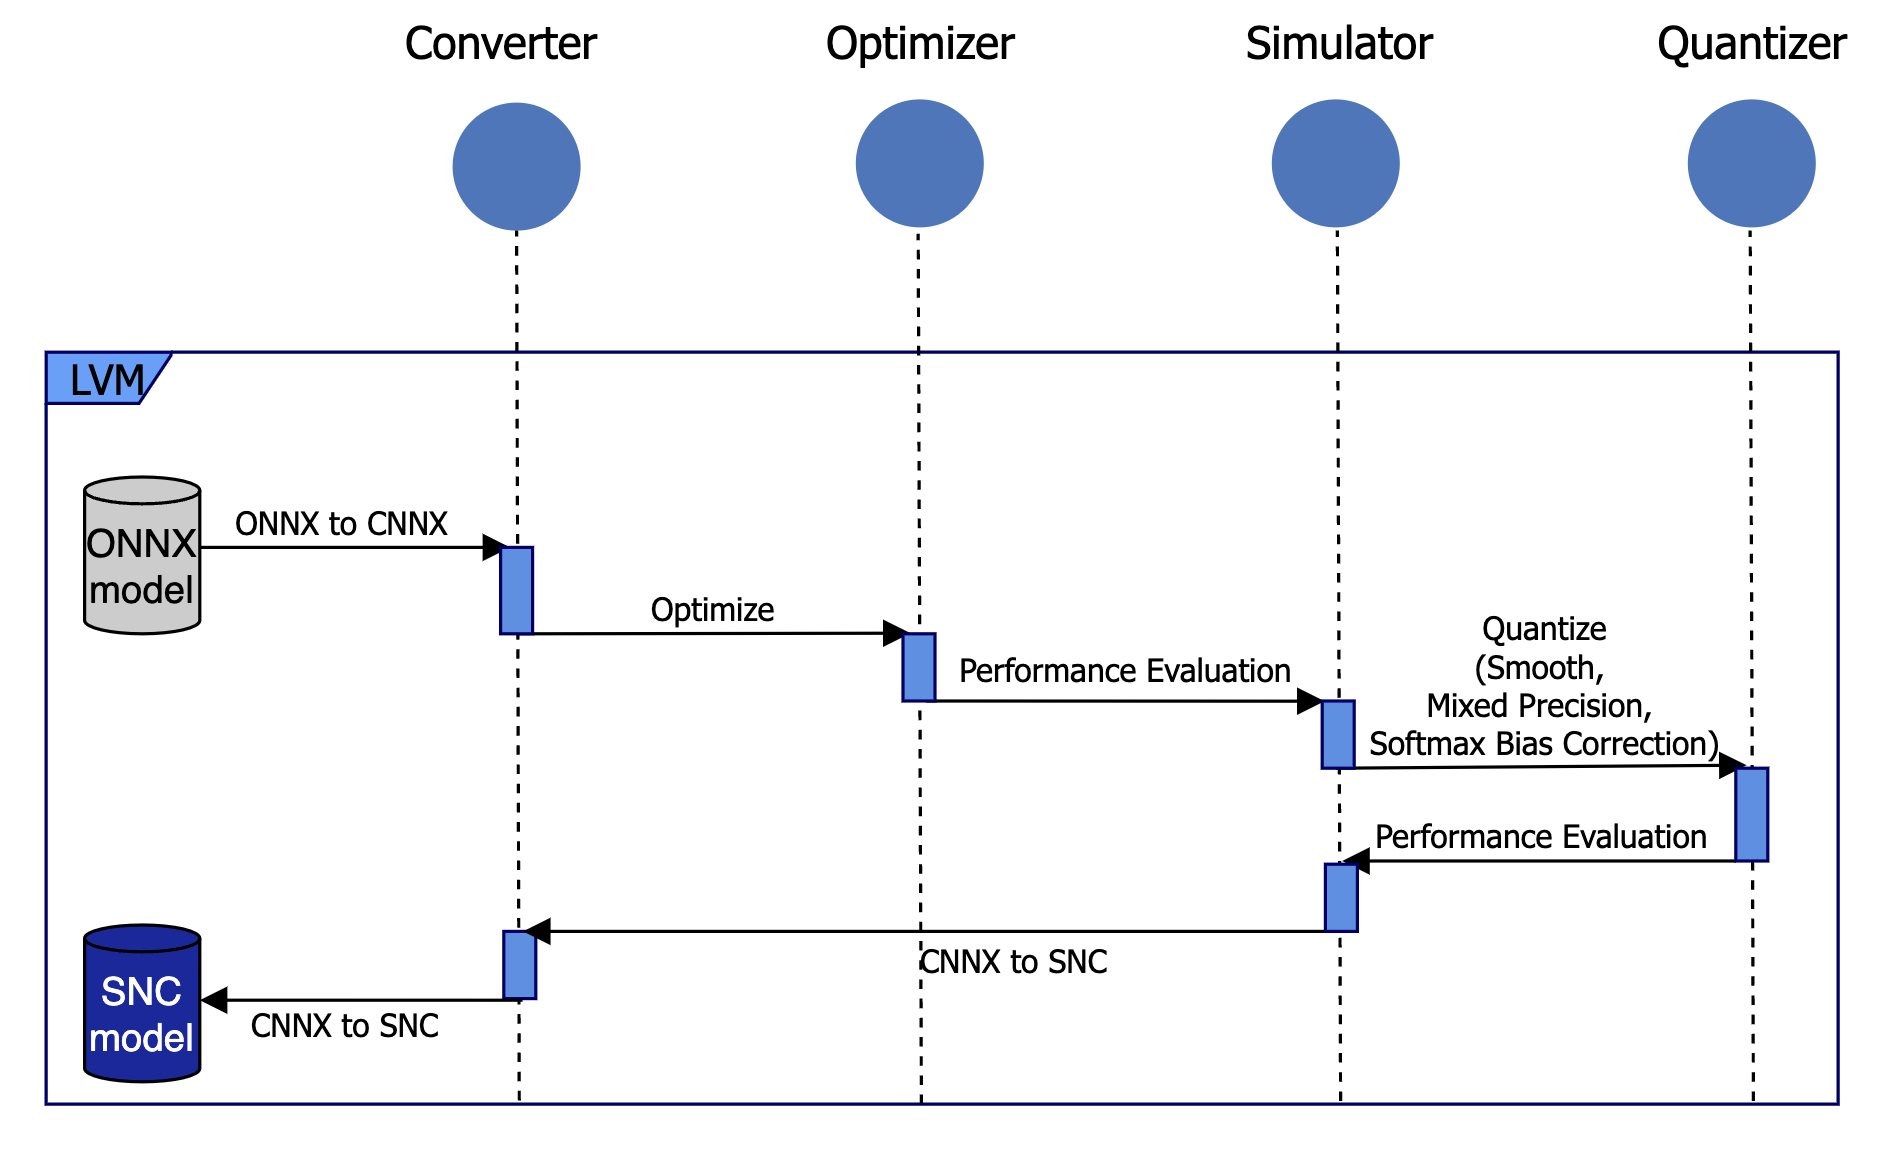 Converter
Optimizer
Simulator
Quantizer
LVM
ONNX
model
ONNX to CNNX
Optimize
Performance Evaluation
Quantize
(Smooth,
Mixed Precision,
Softmax Bias Correction)
Performance Evaluation
CNNX to SNC
SNC
model
CNNX to SNC